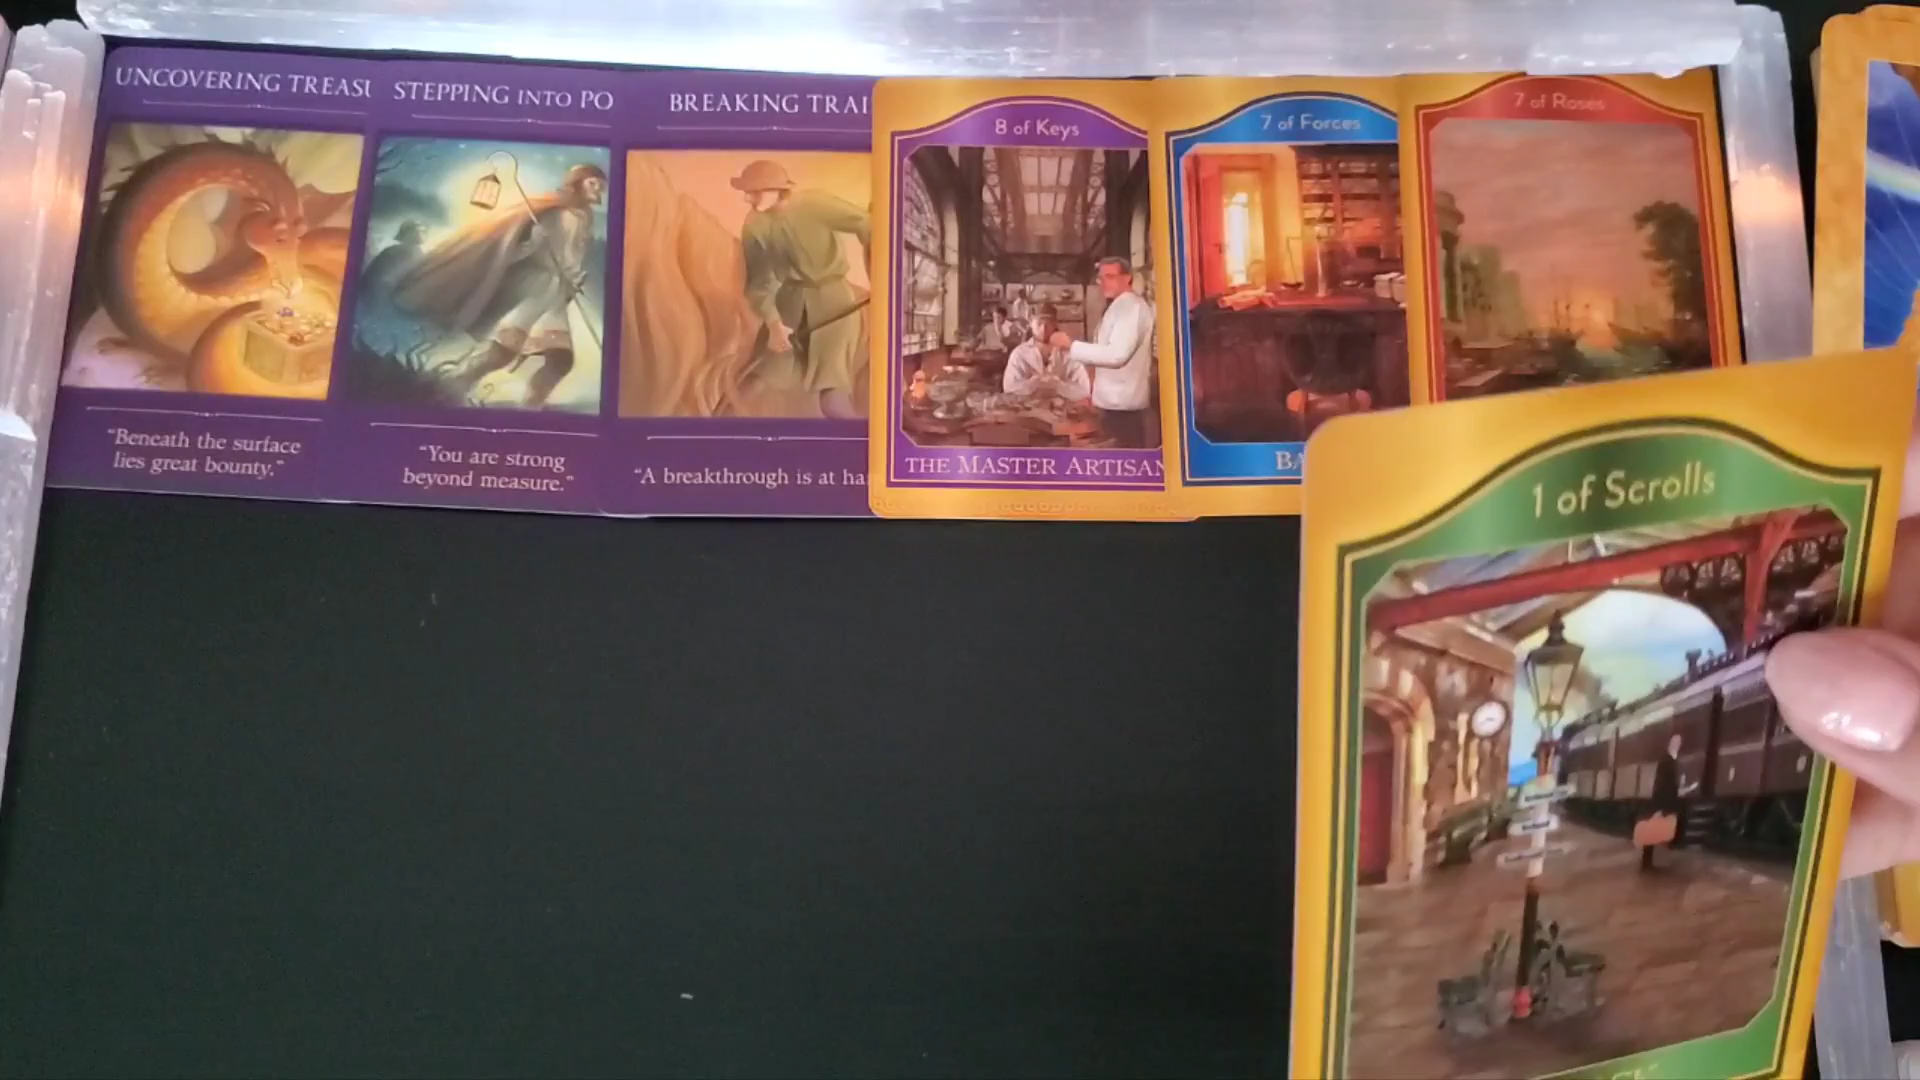 UNCOVERING TREASU
"Beneath the surface
lies great bounty."
STEPPING INTO PO
"You are strong
beyond measure."
BREAKING TRAI
"A breakthrough is at ha
8 of Keys
THE MASTER ARTISAN
7 of Forces
BA
7 of Roses
1 of Scrolls